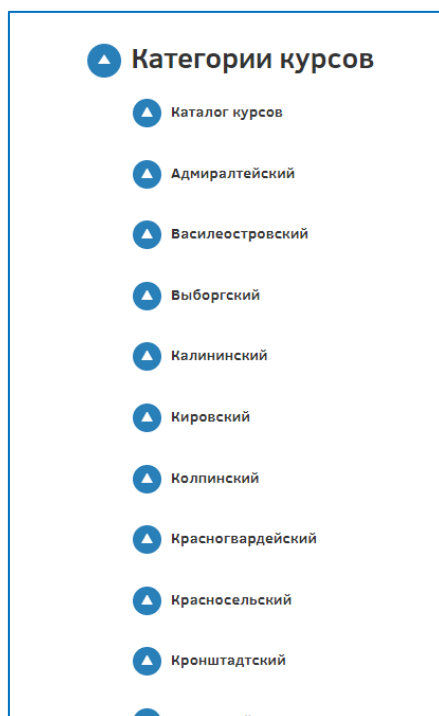 Категории курсов
Каталог курсов
Адмиралтейский
Василеостровский
Выборгский
Калининский
Кировский
Колпинский
Красногвардейский
Красносельский
Кронштадтский